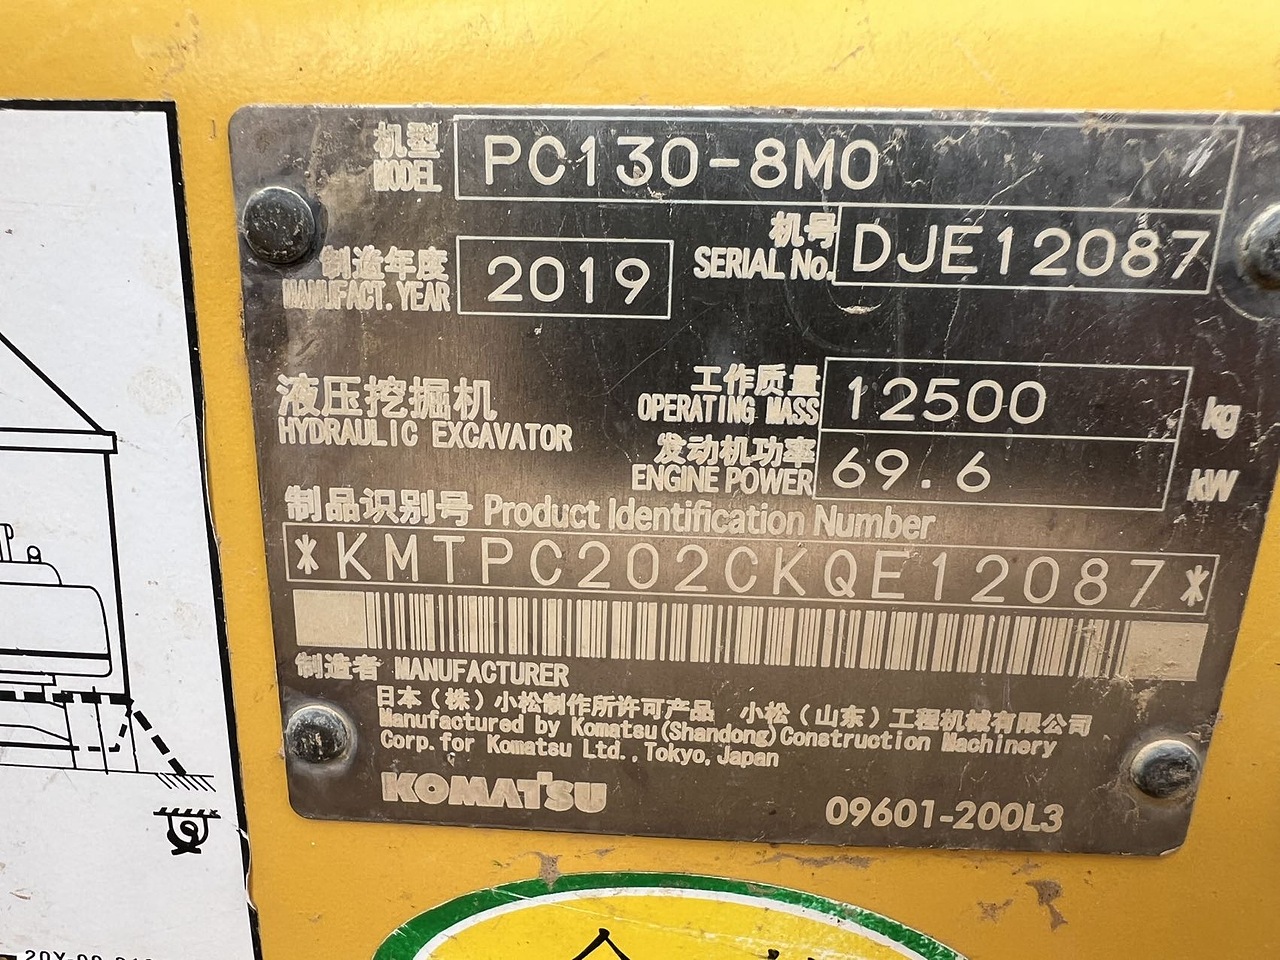 机型
MODEL
PC130-8M0
机号
SERIAL No.
DJE12087
制造年度
MANUFACT. YEAR
2019
液压挖掘机
HYDRAULIC EXCAVATOR
工作质量
OPERATING MASS
12500
kg
发动机功率
ENGINE POWER
69.6
kW
制品识别号 Product Identification Number
*KMTPC202CKQE12087*
制造者 MANUFACTURER
日本（株）小松制作所许可产品 小松（山东）工程机械有限公司
Manufactured by Komatsu(Shandong)Construction Machinery
Corp. for Komatsu Ltd., Tokyo, Japan
KOMATSU
09601-200L3